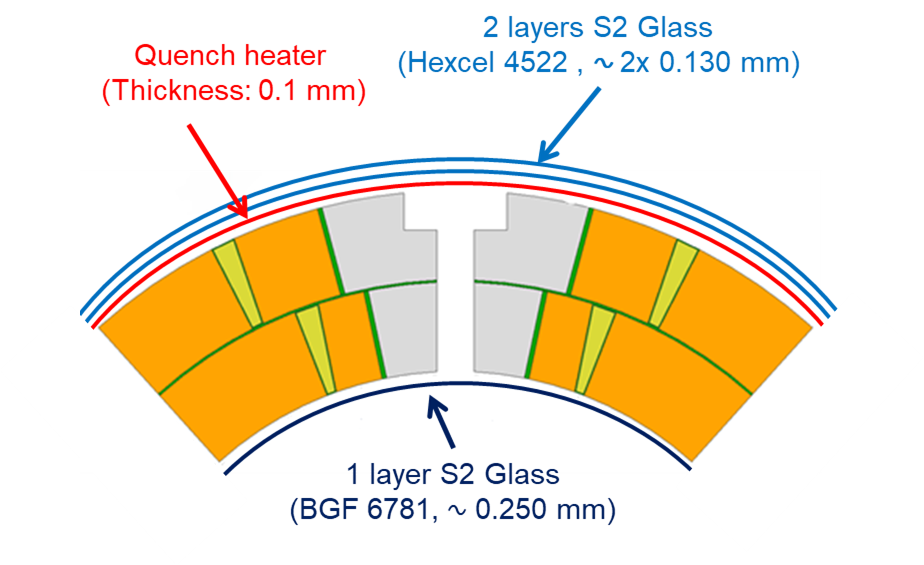 2 layers S2 Glass
(Hexcel 4522 , ~ 2x 0.130 mm)
Quench heater
(Thickness: 0.1 mm)
1 layer S2 Glass
(BGF 6781, ~ 0.250 mm)